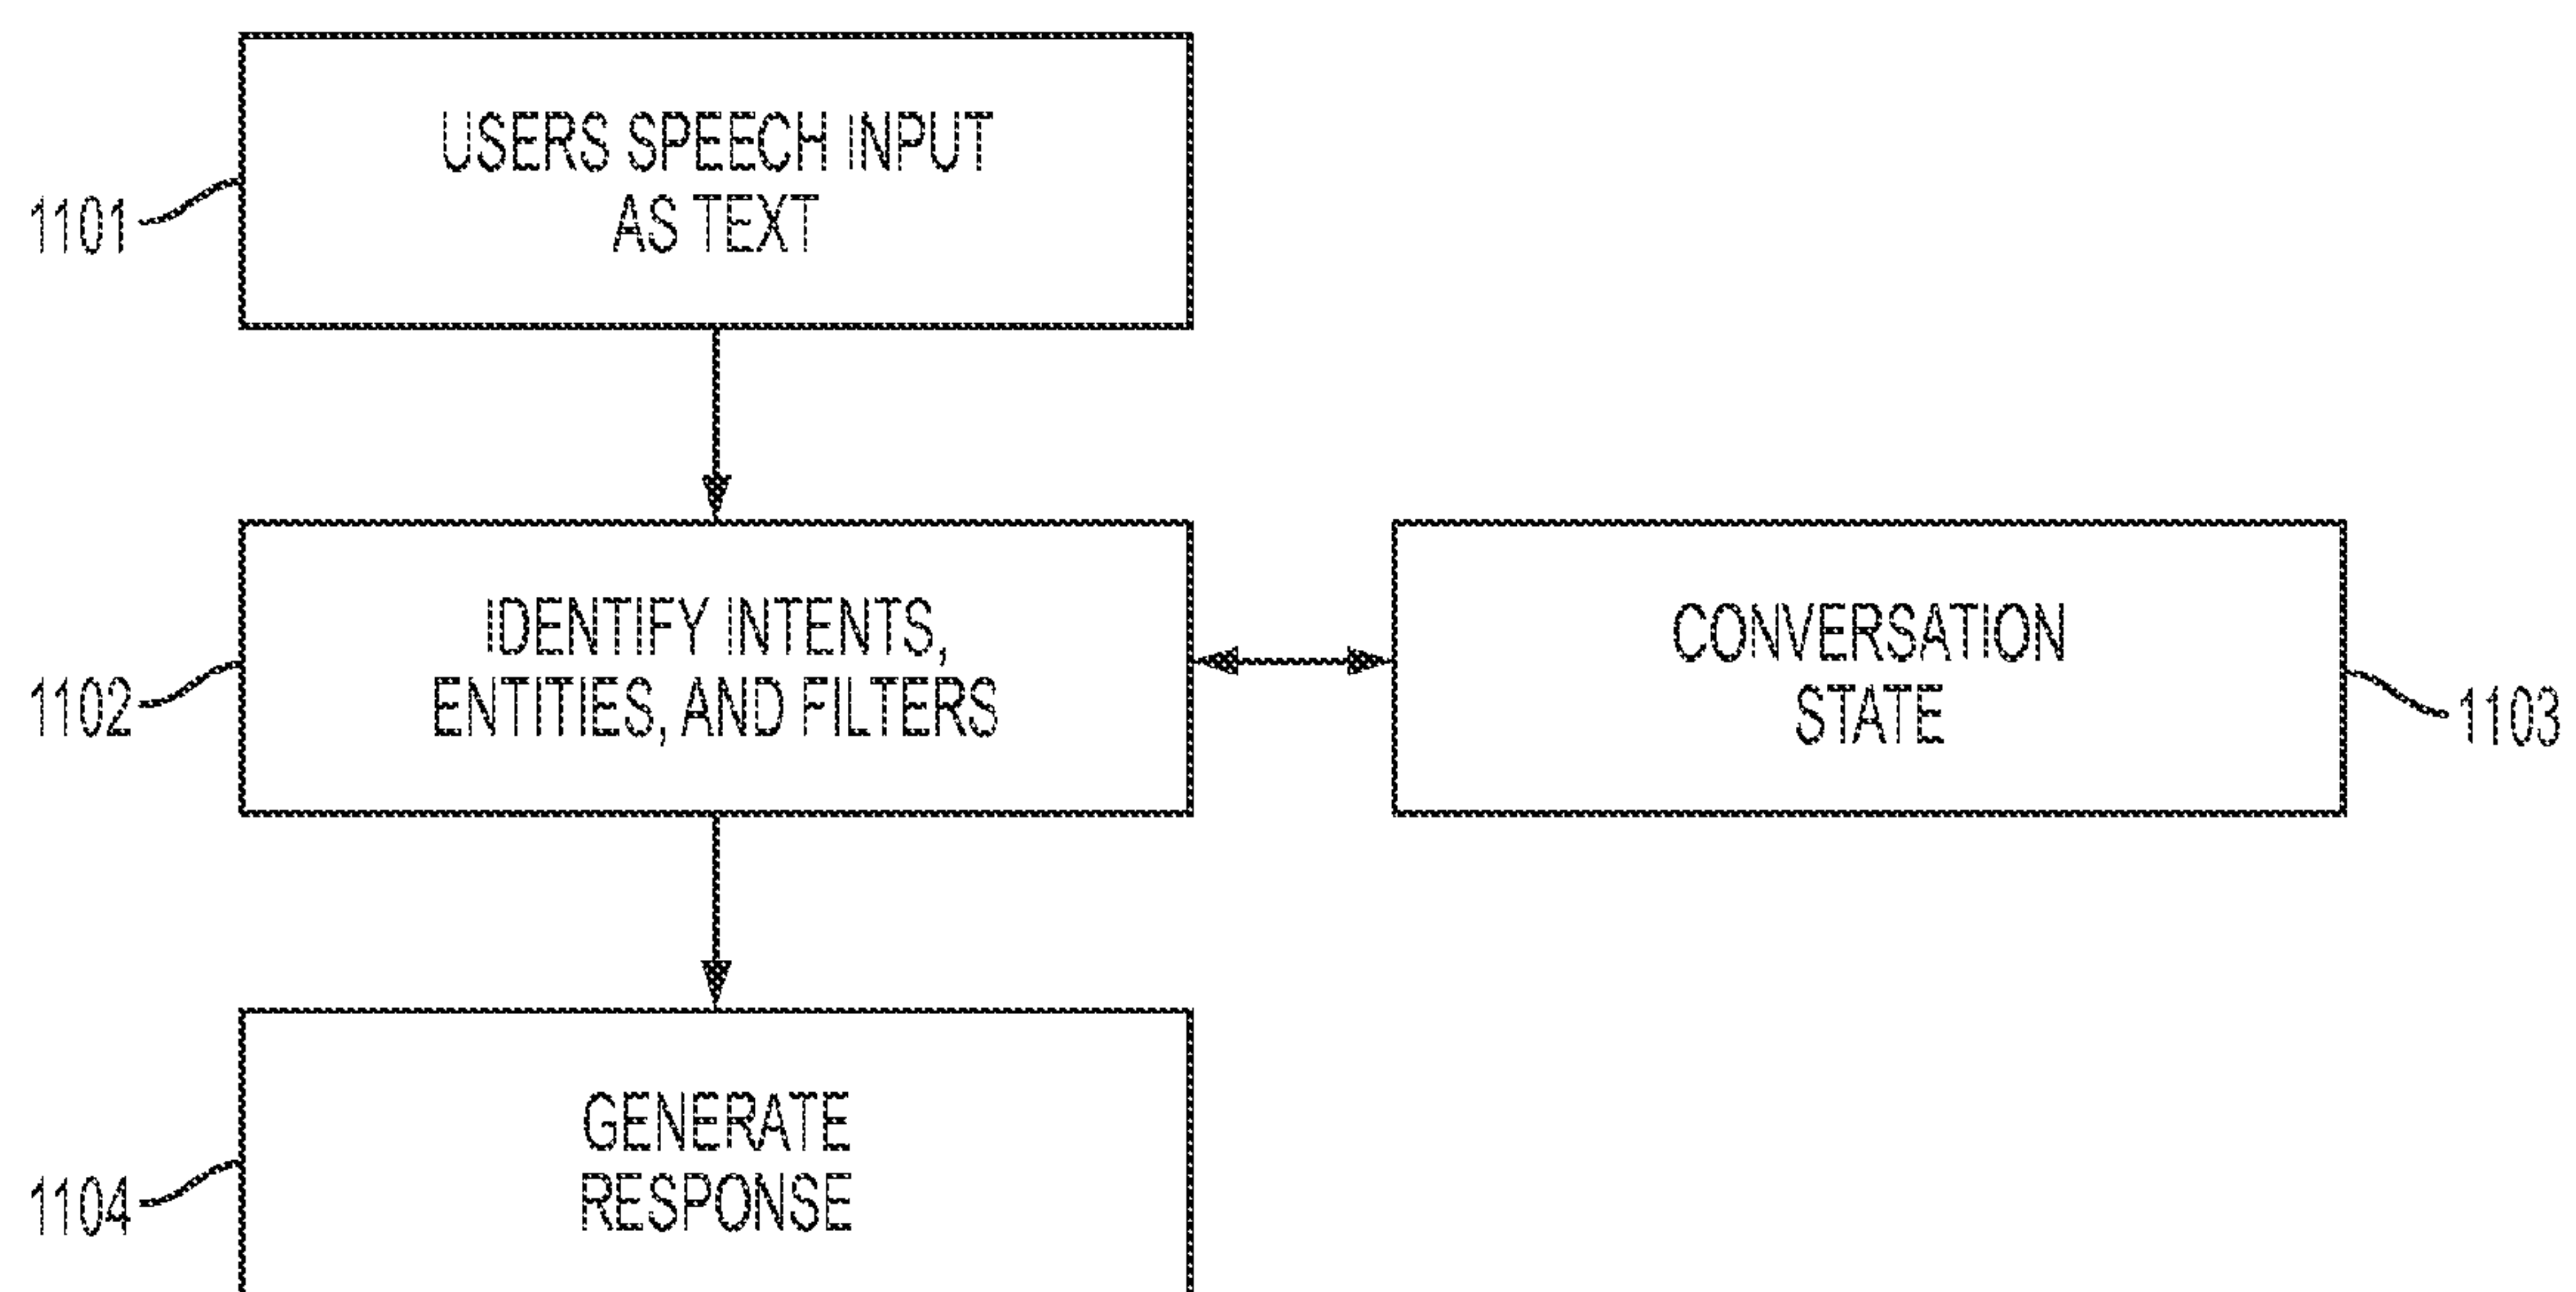 USERS SPEECH INPUT
AS TEXT
1101
IDENTIFY INTENTS,
ENTITIES, AND FILTERS
1102
CONVERSATION
STATE
1103
GENERATE
RESPONSE
1104